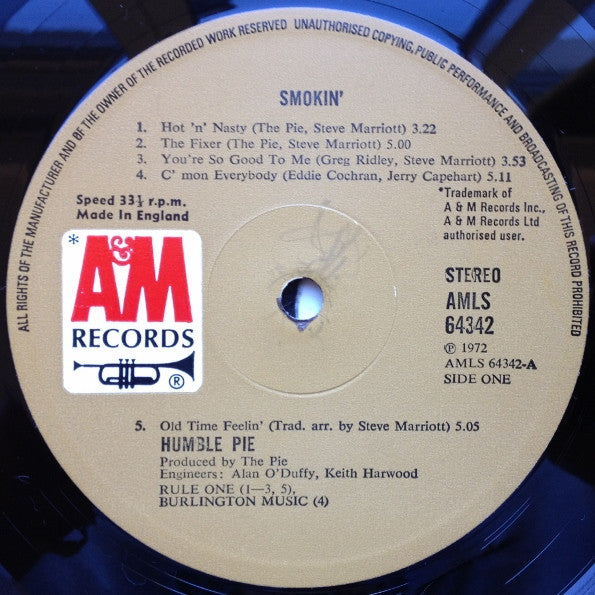 ALL RIGHTS OF THE MANUFACTURER AND OF THE OWNER OF THE RECORDED WORK RESERVED UNAUTHORISED COPYING, PUBLIC PERFORMANCE AND BROADCASTING OF THIS RECORD PROHIBITED
SMOKIN'
1. Hot 'n' Nasty (The Pie, Steve Marriott) 3.22
2. The Fixer (The Pie, Steve Marriott) 5.00
3. You're So Good To Me (Greg Ridley, Steve Marriott) 3.53
4. C' mon Everybody (Eddie Cochran, Jerry Capehart) 5.11
Speed 33⅓ r.p.m.
Made In England
*Trademark of
A & M Records Inc.,
A & M Records Ltd
authorised user.
*
A&M
RECORDS
®
STEREO
AMLS
64342
℗ 1972
AMLS 64342-A
SIDE ONE
5. Old Time Feelin' (Trad. arr. by Steve Marriott) 5.05
HUMBLE PIE
Produced by The Pie
Engineers: Alan O'Duffy, Keith Harwood
RULE ONE (1—3, 5),
BURLINGTON MUSIC (4)